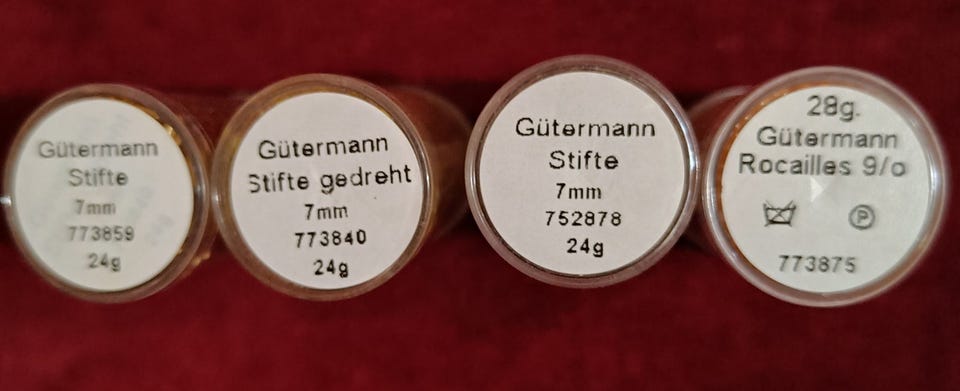 Gütermann
Stifte
7mm
773859
24g
Gütermann
Stifte gedreht
7mm
773840
24g
Gütermann
Stifte
7mm
752878
24g
28g.
Gütermann
Rocailles 9/o
P
773875